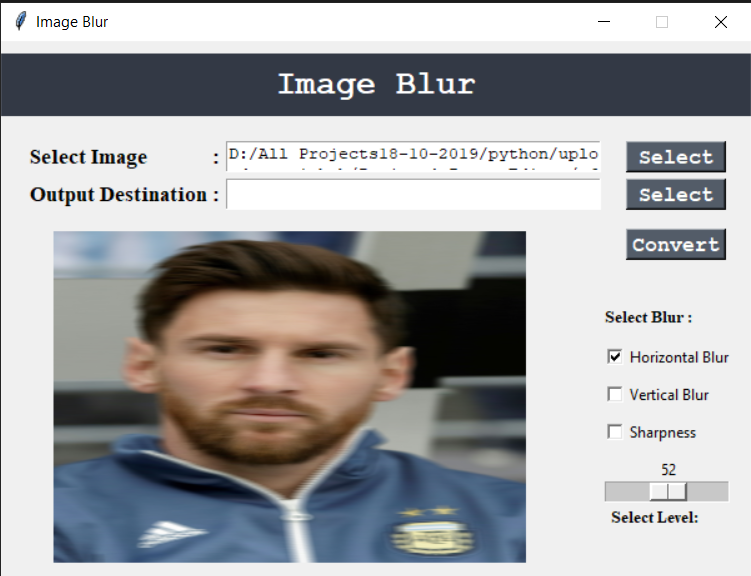 Image Blur
Image Blur
Select Image : D:/All Projects18-10-2019/python/uplo Select
Output Destination : Select
Convert
Select Blur :
Horizontal Blur
Vertical Blur
Sharpness
52
Select Level: